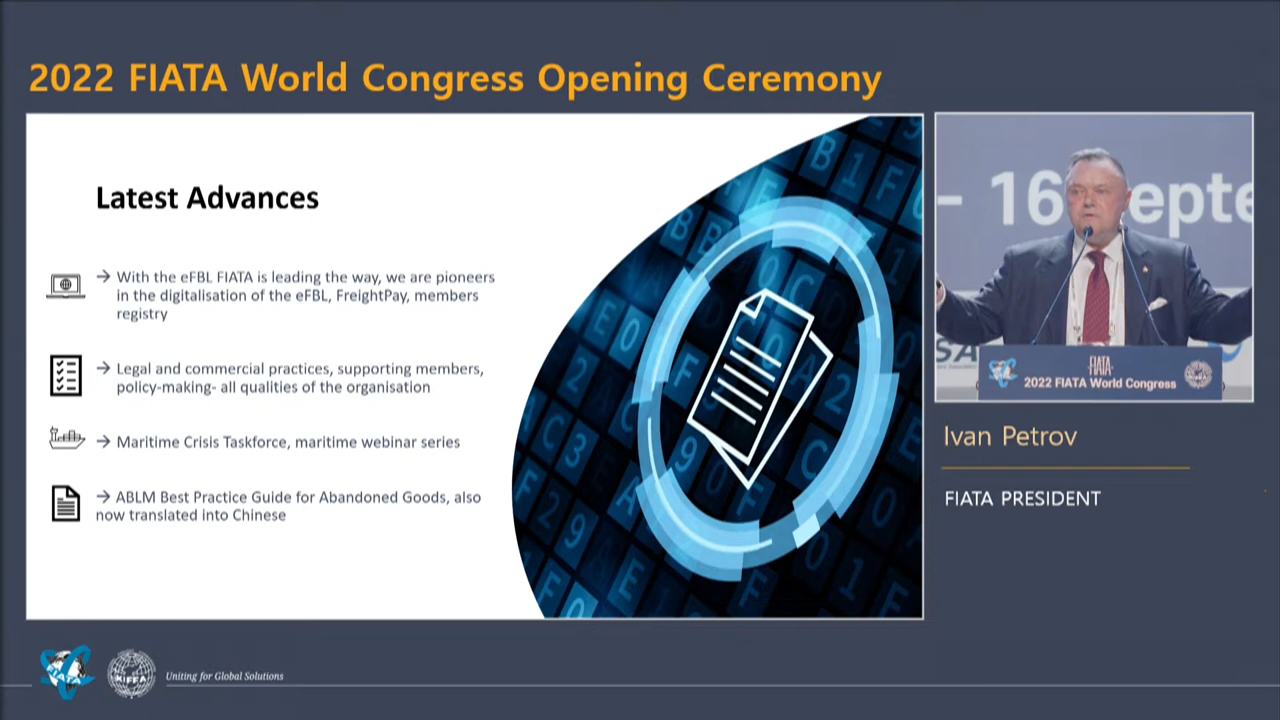 2022 FIATA World Congress Opening Ceremony
Latest Advances
→ With the eFBL FIATA is leading the way, we are pioneers
in the digitalisation of the eFBL, FreightPay, members
registry
→ Legal and commercial practices, supporting members,
policy-making- all qualities of the organisation
→ Maritime Crisis Taskforce, maritime webinar series
→ ABLM Best Practice Guide for Abandoned Goods, also
now translated into Chinese
- 16 Septe
FIATA
2022 FIATA World Congress
Ivan Petrov
FIATA PRESIDENT
FIATA
KIFFA
Uniting for Global Solutions